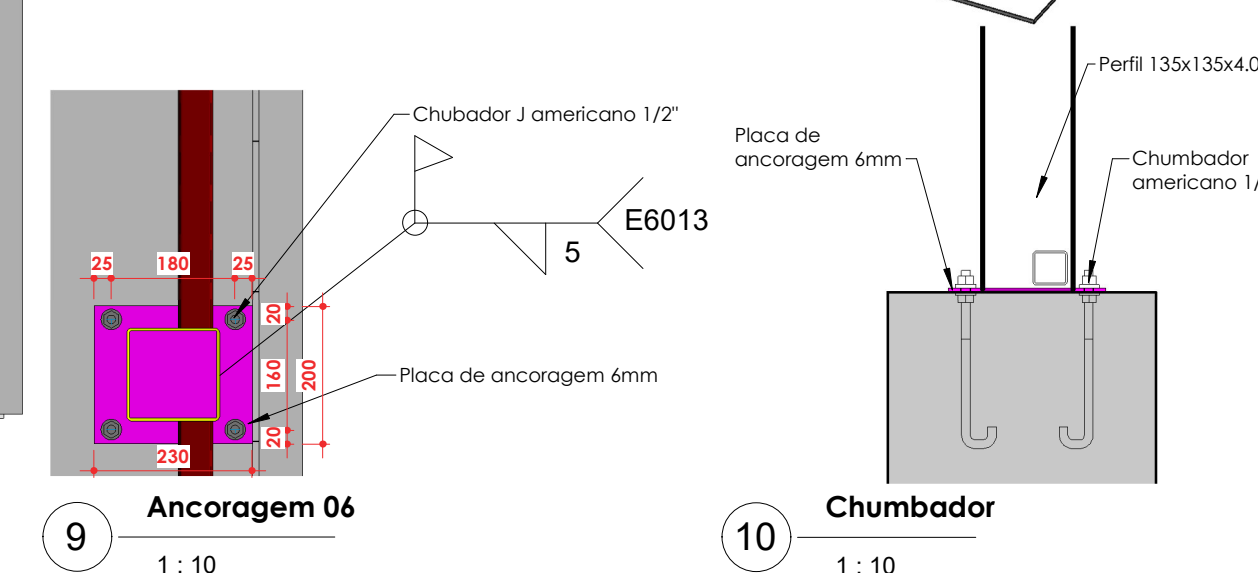 Chubador J americano 1/2"
E6013
5
25
180
25
20
160
200
20
230
Placa de ancoragem 6mm
9
Ancoragem 06
1 : 10
Perfil 135x135x4.0
Placa de
ancoragem 6mm
Chumbador
americano 1/
10
Chumbador
1 : 10